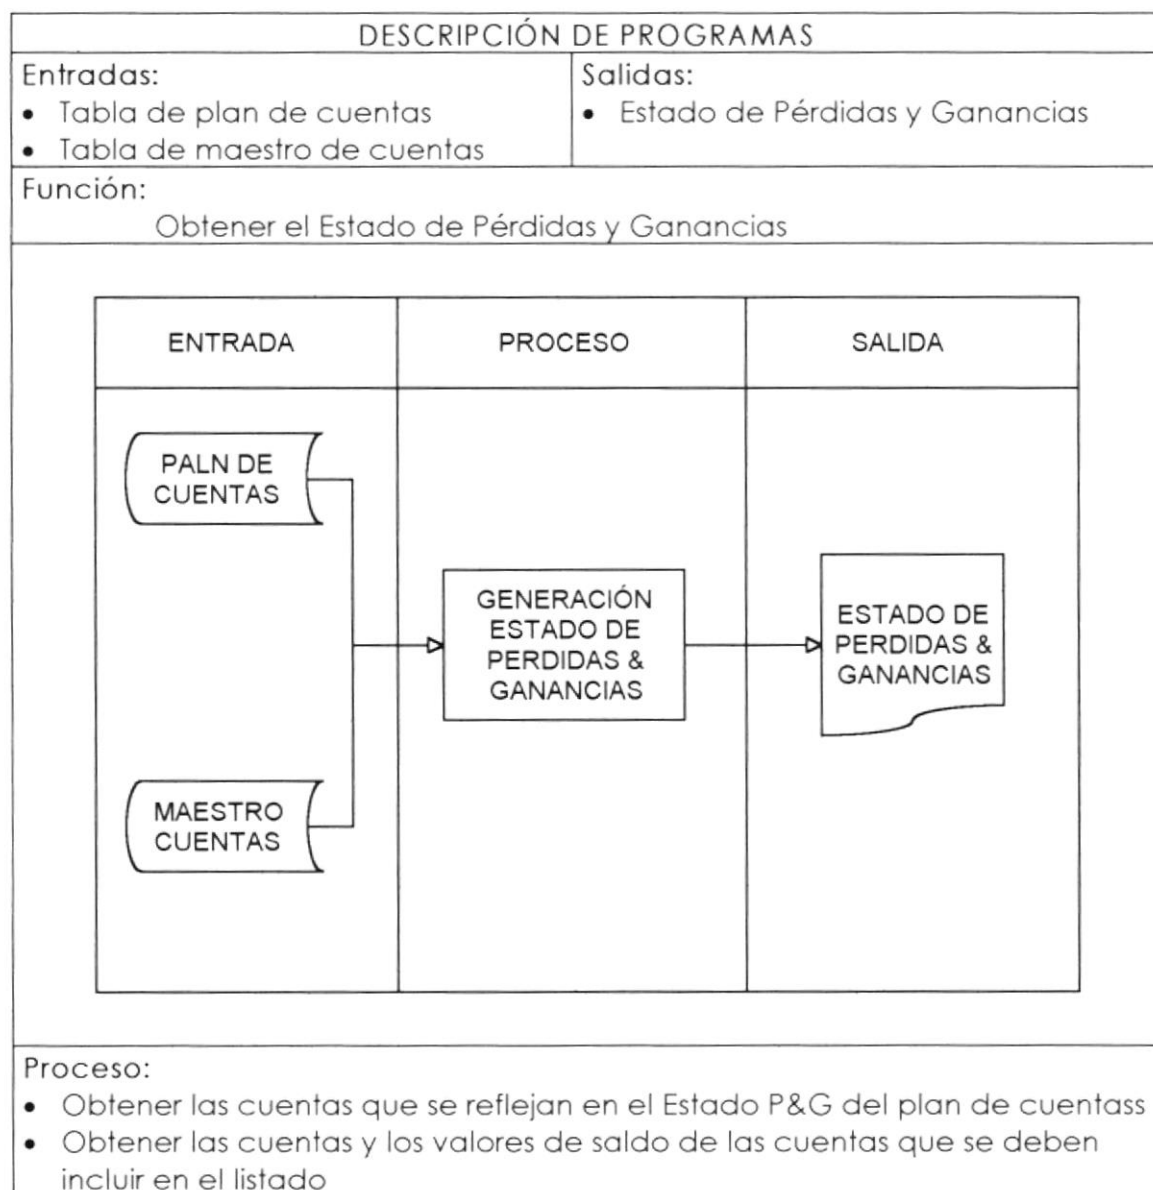 DESCRIPCIÓN DE PROGRAMAS
Entradas:
• Tabla de plan de cuentas
• Tabla de maestro de cuentas
Salidas:
• Estado de Pérdidas y Ganancias
Función:
Obtener el Estado de Pérdidas y Ganancias
ENTRADA
PROCESO
SALIDA
PALN DE
CUENTAS
MAESTRO
CUENTAS
GENERACIÓN
ESTADO DE
PERDIDAS &
GANANCIAS
ESTADO DE
PERDIDAS &
GANANCIAS
Proceso:
• Obtener las cuentas que se reflejan en el Estado P&G del plan de cuentass
• Obtener las cuentas y los valores de saldo de las cuentas que se deben
incluir en el listado